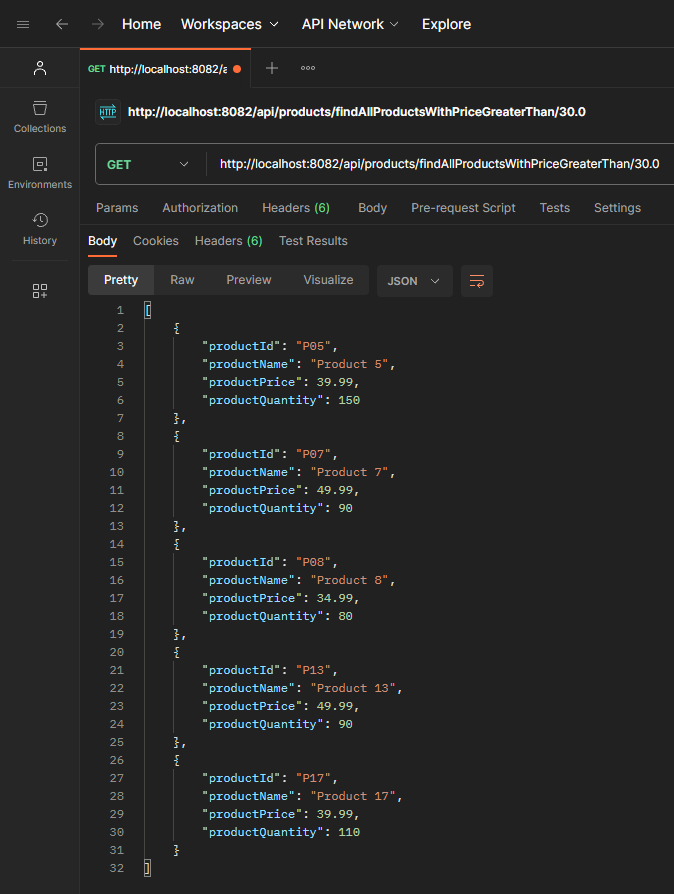 Home Workspaces API Network Explore
GET http://localhost:8082/a
HTTP http://localhost:8082/api/products/findAllProductsWithPriceGreaterThan/30.0
GET http://localhost:8082/api/products/findAllProductsWithPriceGreaterThan/30.0
Collections
Environments
History
Params Authorization Headers (6) Body Pre-request Script Tests Settings
Body Cookies Headers (6) Test Results
Pretty Raw Preview Visualize JSON
1 [
2 {
3 "productId": "P05",
4 "productName": "Product 5",
5 "productPrice": 39.99,
6 "productQuantity": 150
7 },
8 {
9 "productId": "P07",
10 "productName": "Product 7",
11 "productPrice": 49.99,
12 "productQuantity": 90
13 },
14 {
15 "productId": "P08",
16 "productName": "Product 8",
17 "productPrice": 34.99,
18 "productQuantity": 80
19 },
20 {
21 "productId": "P13",
22 "productName": "Product 13",
23 "productPrice": 49.99,
24 "productQuantity": 90
25 },
26 {
27 "productId": "P17",
28 "productName": "Product 17",
29 "productPrice": 39.99,
30 "productQuantity": 110
31 }
32 ]